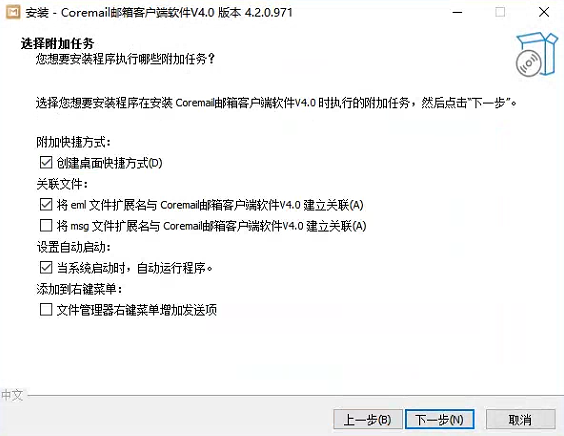 安装 - Coremail邮箱客户端软件V4.0 版本 4.2.0.971
选择附加任务
您想要安装程序执行哪些附加任务？
选择您想要安装程序在安装 Coremail邮箱客户端软件V4.0 时执行的附加任务，然后点击"下一步"。
附加快捷方式:
创建桌面快捷方式(D)
关联文件:
将 eml 文件扩展名与 Coremail邮箱客户端软件V4.0 建立关联(A)
将 msg 文件扩展名与 Coremail邮箱客户端软件V4.0 建立关联(A)
设置自动启动:
当系统启动时，自动运行程序。
添加到右键菜单:
文件管理器右键菜单增加发送项
中文
上一步(B) 下一步(N) 取消